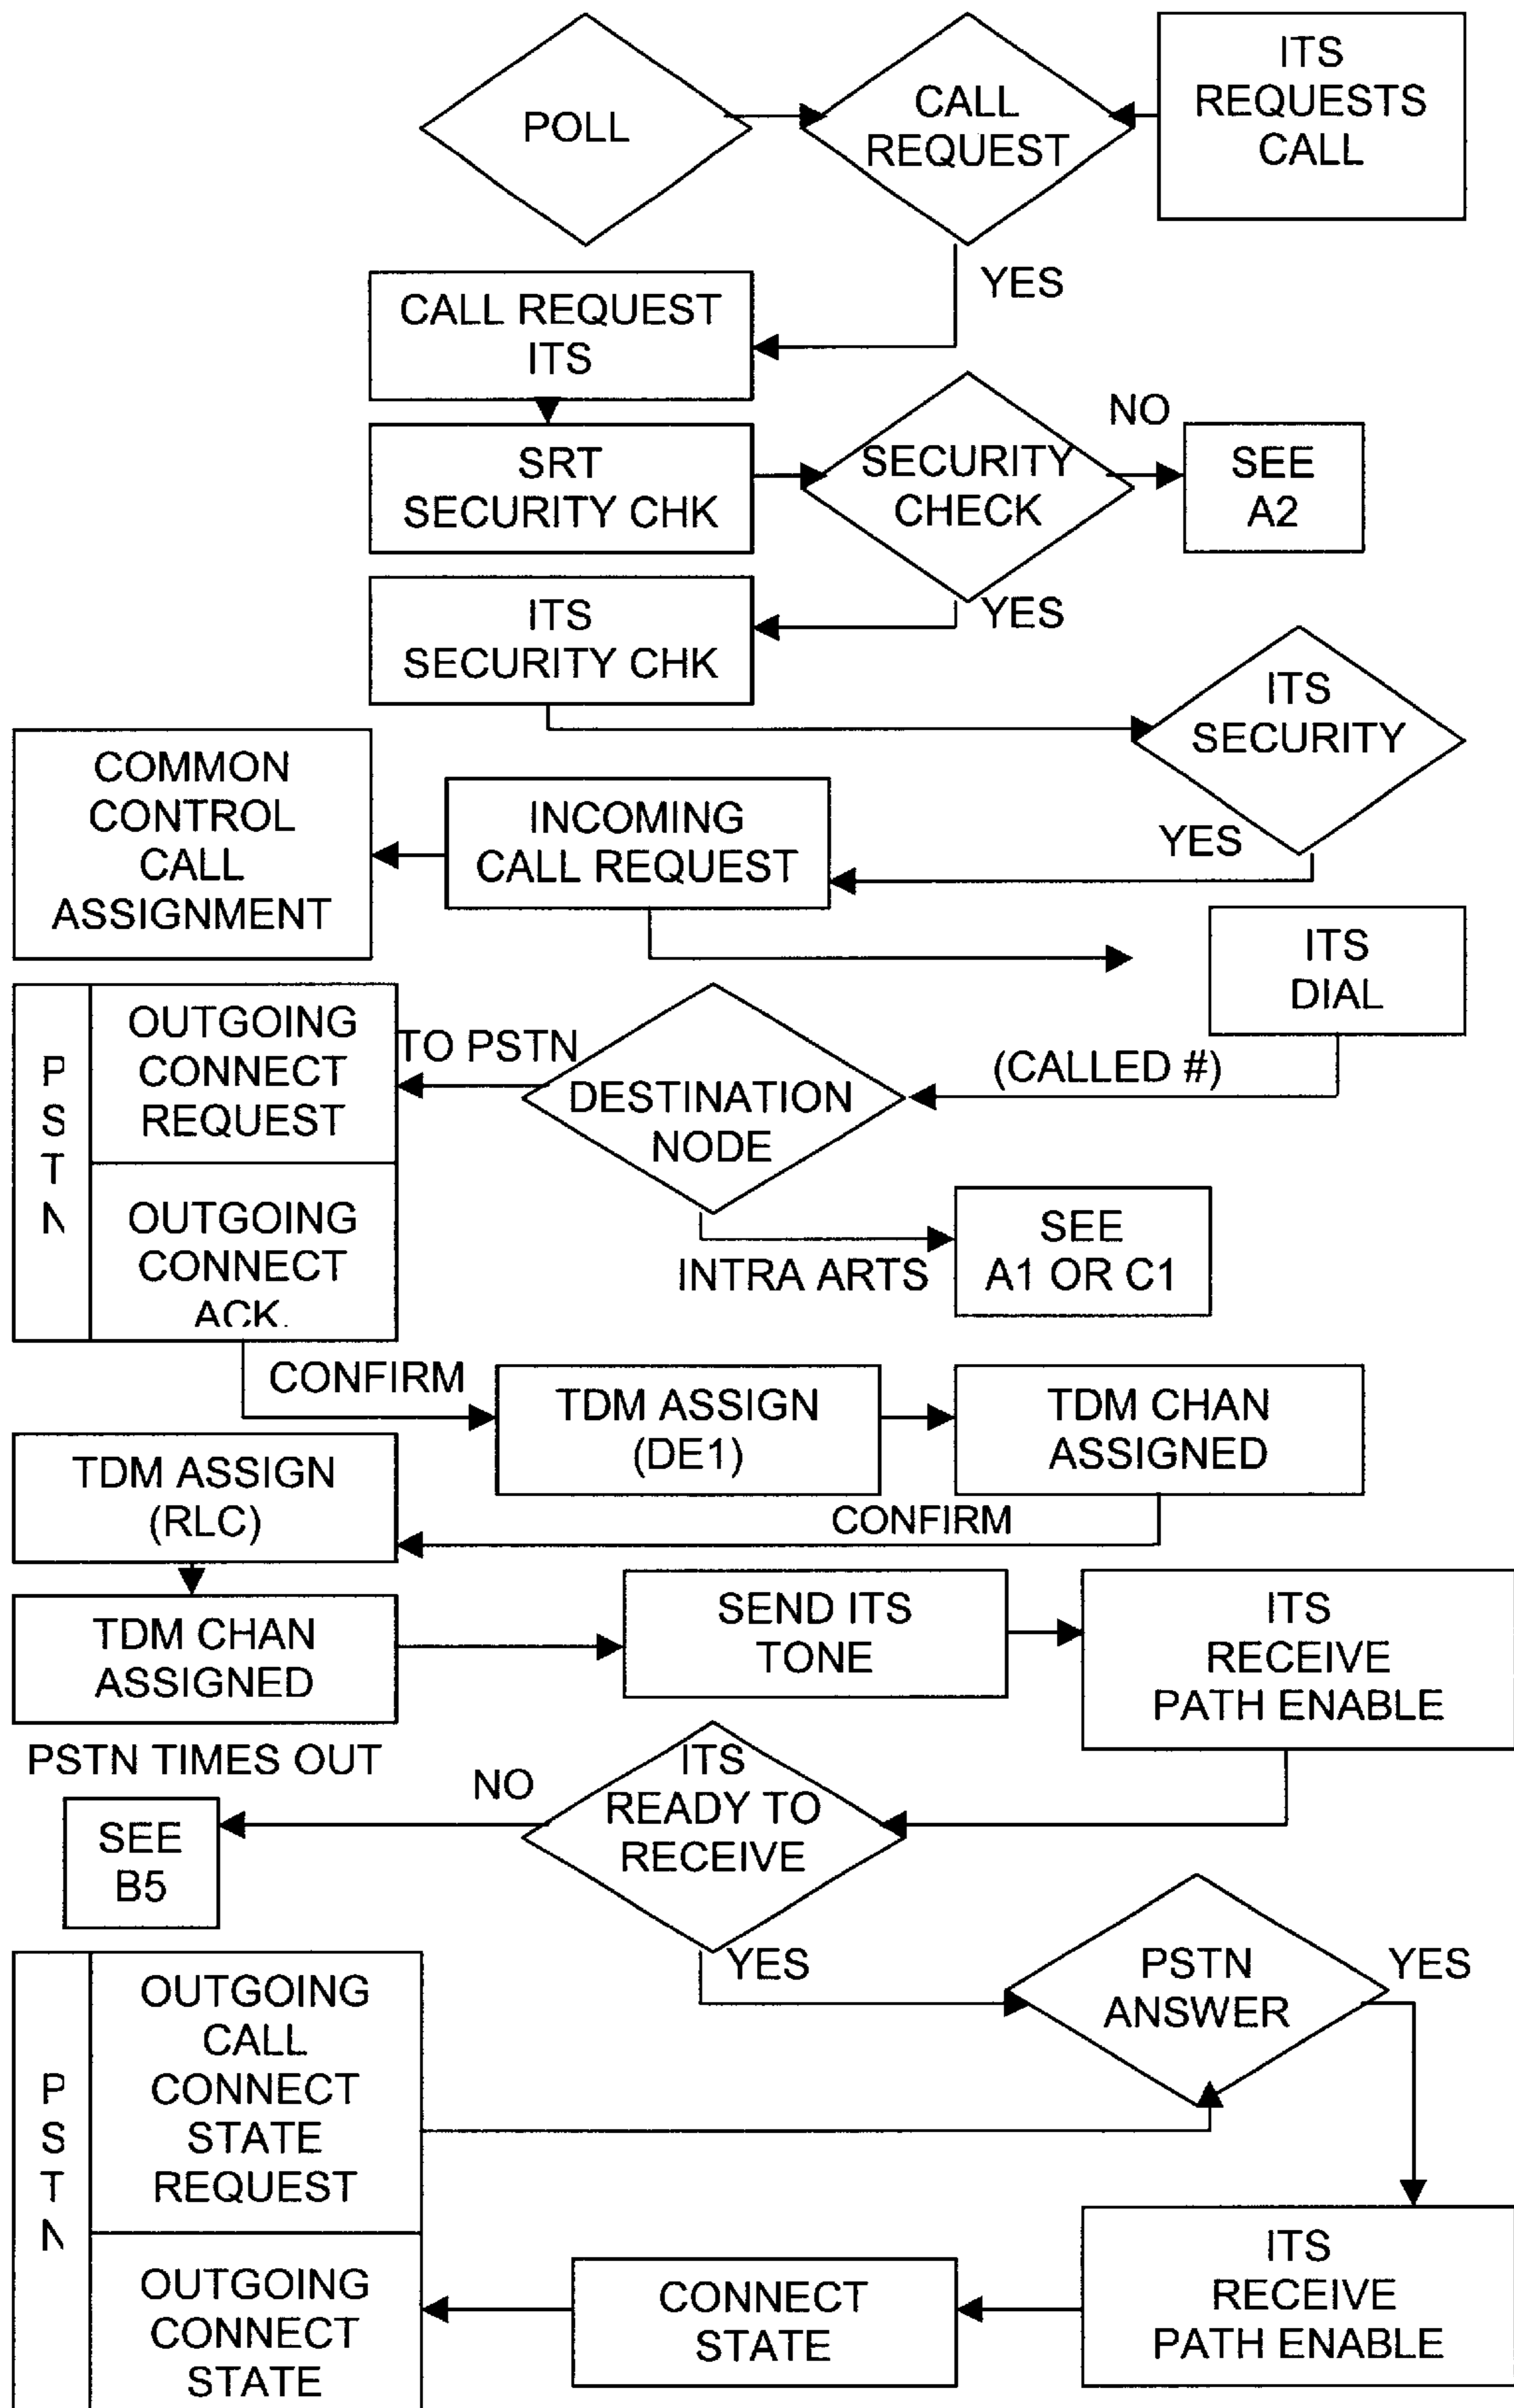 POLL
CALL
REQUEST
ITS
REQUESTS
CALL
YES
CALL REQUEST
ITS
NO
SRT
SECURITY CHK
SECURITY
CHECK
SEE
A2
YES
ITS
SECURITY CHK
ITS
SECURITY
COMMON
CONTROL
CALL
ASSIGNMENT
INCOMING
CALL REQUEST
YES
ITS
DIAL
P
S
T
N
OUTGOING
CONNECT
REQUEST
TO PSTN
DESTINATION
NODE
(CALLED #)
OUTGOING
CONNECT
ACK.
INTRA ARTS
SEE
A1 OR C1
CONFIRM
TDM ASSIGN
(DE1)
TDM CHAN
ASSIGNED
TDM ASSIGN
(RLC)
CONFIRM
TDM CHAN
ASSIGNED
SEND ITS
TONE
ITS
RECEIVE
PATH ENABLE
PSTN TIMES OUT
NO
ITS
READY TO
RECEIVE
SEE
B5
YES
PSTN
ANSWER
YES
P
S
T
N
OUTGOING
CALL
CONNECT
STATE
REQUEST
OUTGOING
CONNECT
STATE
CONNECT
STATE
ITS
RECEIVE
PATH ENABLE